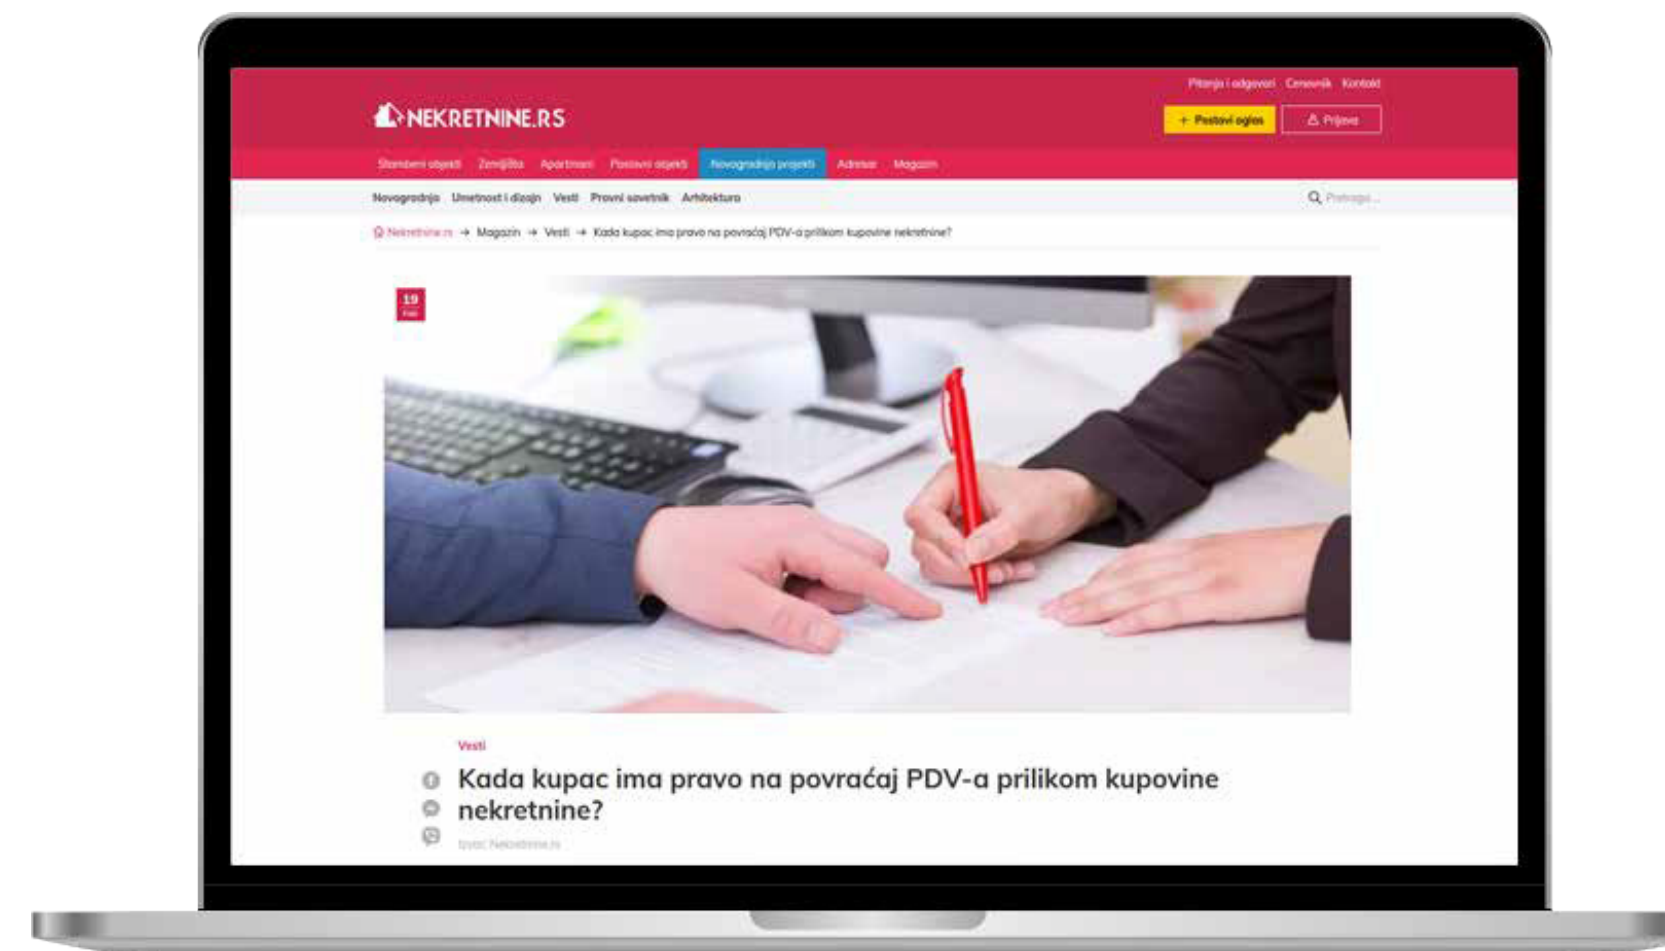 Pitanja i odgovori Cenovnik Kontakt
NEKRETNINE.RS
+ Postavi oglas
Prijava
Stambeni objekti Zemljišta Apartmani Poslovni objekti Novogradnja projekti Adresar Magazin
Novogradnja Umetnost i dizajn Vesti Pravni savetnik Arhitektura
Pretraga...
Nekretnine.rs → Magazin → Vesti → Kada kupac ima pravo na povraćaj PDV-a prilikom kupovine nekretnine?
19
Vesti
Kada kupac ima pravo na povraćaj PDV-a prilikom kupovine
nekretnine?
Izvor: Nekretnine.rs